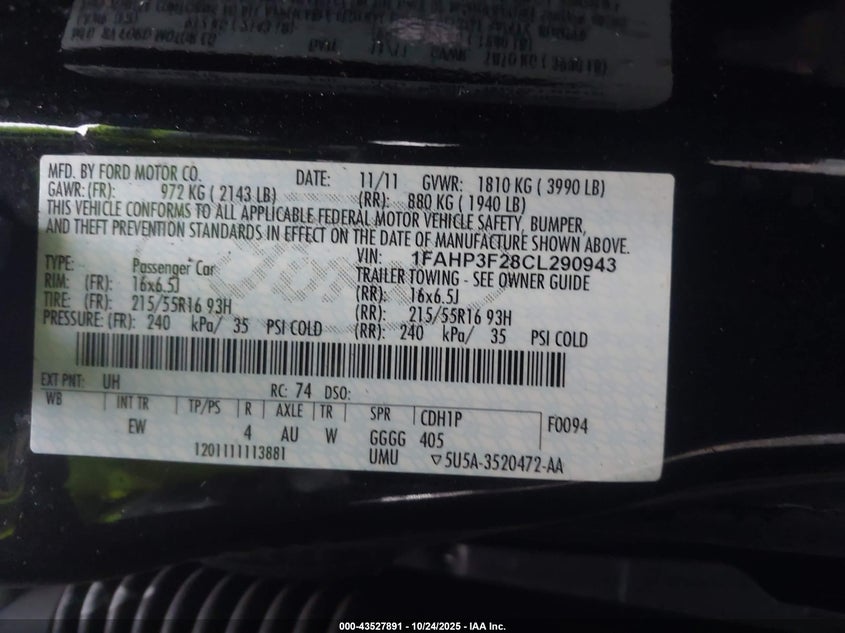 MFD. BY FORD MOTOR CO. DATE: 11/11 GVWR: 1810 KG ( 3990 LB)
GAWR: (FR): 972 KG ( 2143 LB) (RR): 880 KG ( 1940 LB)
THIS VEHICLE CONFORMS TO ALL APPLICABLE FEDERAL MOTOR VEHICLE SAFETY, BUMPER,
AND THEFT PREVENTION STANDARDS IN EFFECT ON THE DATE OF MANUFACTURE SHOWN ABOVE.
VIN: 1FAHP3F28CL290943
TYPE: Passenger Car TRAILER TOWING - SEE OWNER GUIDE
RIM: (FR): 16x6.5J (RR): 16x6.5J
TIRE: (FR): 215/55R16 93H (RR): 215/55R16 93H
PRESSURE: (FR): 240 kPa/ 35 PSI COLD (RR): 240 kPa/ 35 PSI COLD
EXT PNT: UH RC: 74 DSO:
WB INT TR TP/PS R AXLE TR SPR CDH1P F0094
EW 4 AU W GGGG 405
1201111113881 UMU ▽5U5A-3520472-AA
000-43527891 - 10/24/2025 - IAA Inc.